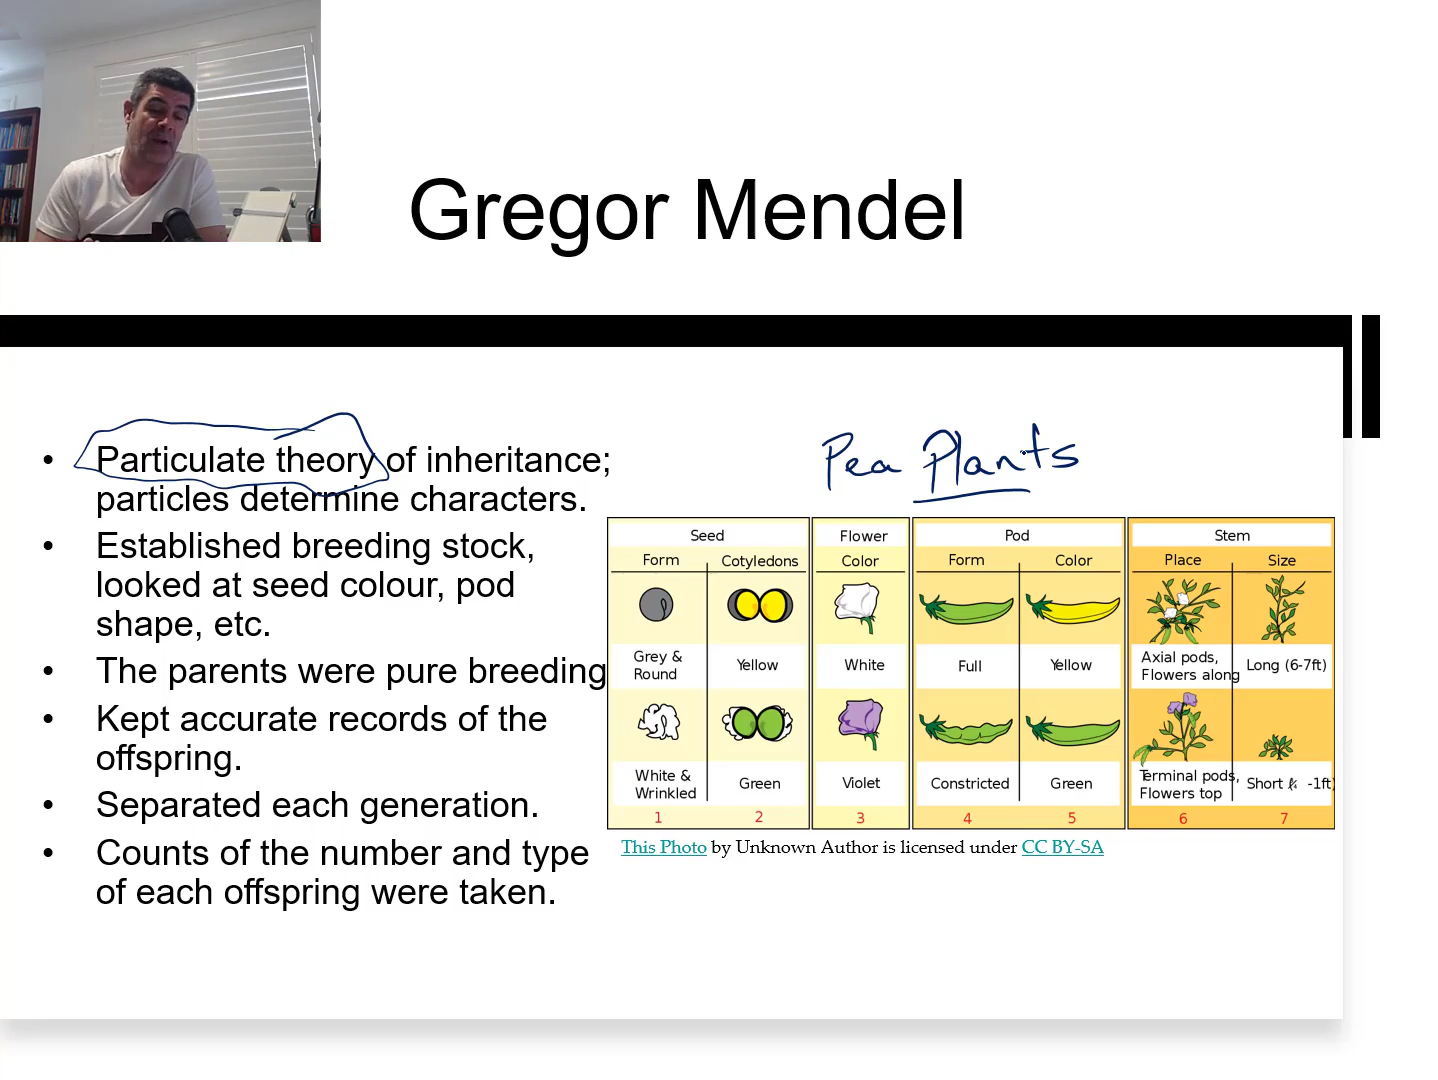 Gregor Mendel
• Particulate theory of inheritance;
particles determine characters.
• Established breeding stock,
looked at seed colour, pod
shape, etc.
• The parents were pure breeding
• Kept accurate records of the
offspring.
• Separated each generation.
• Counts of the number and type
of each offspring were taken.
Pea Plants
Seed Flower Pod Stem
Form Cotyledons Color Form Color Place Size
Grey &
Round
Yellow
White
Full
Yellow
Axial pods,
Flowers along
Long (6-7ft)
White &
Wrinkled
Green
Violet
Constricted
Green
Terminal pods,
Flowers top
Short -1ft)
1 2 3 4 5 6 7
This Photo by Unknown Author is licensed under CC BY-SA